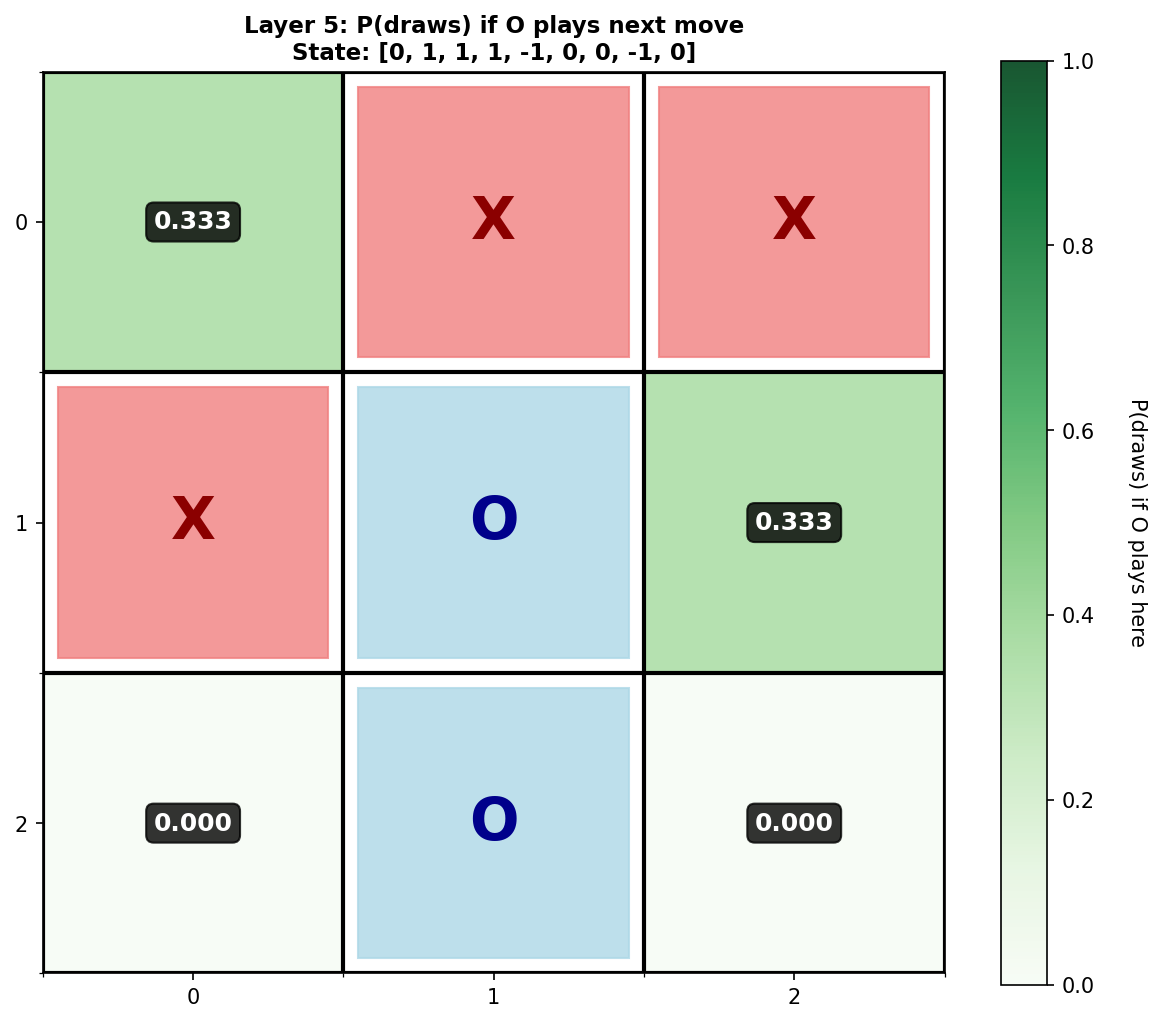 Layer 5: P(draws) if O plays next move
State: [0, 1, 1, 1, -1, 0, 0, -1, 0]
0
0.333
X
X
1
X
O
0.333
2
0.000
O
0.000
0
1
2
1.0
0.8
0.6
0.4
0.2
0.0
P(draws) if O plays here